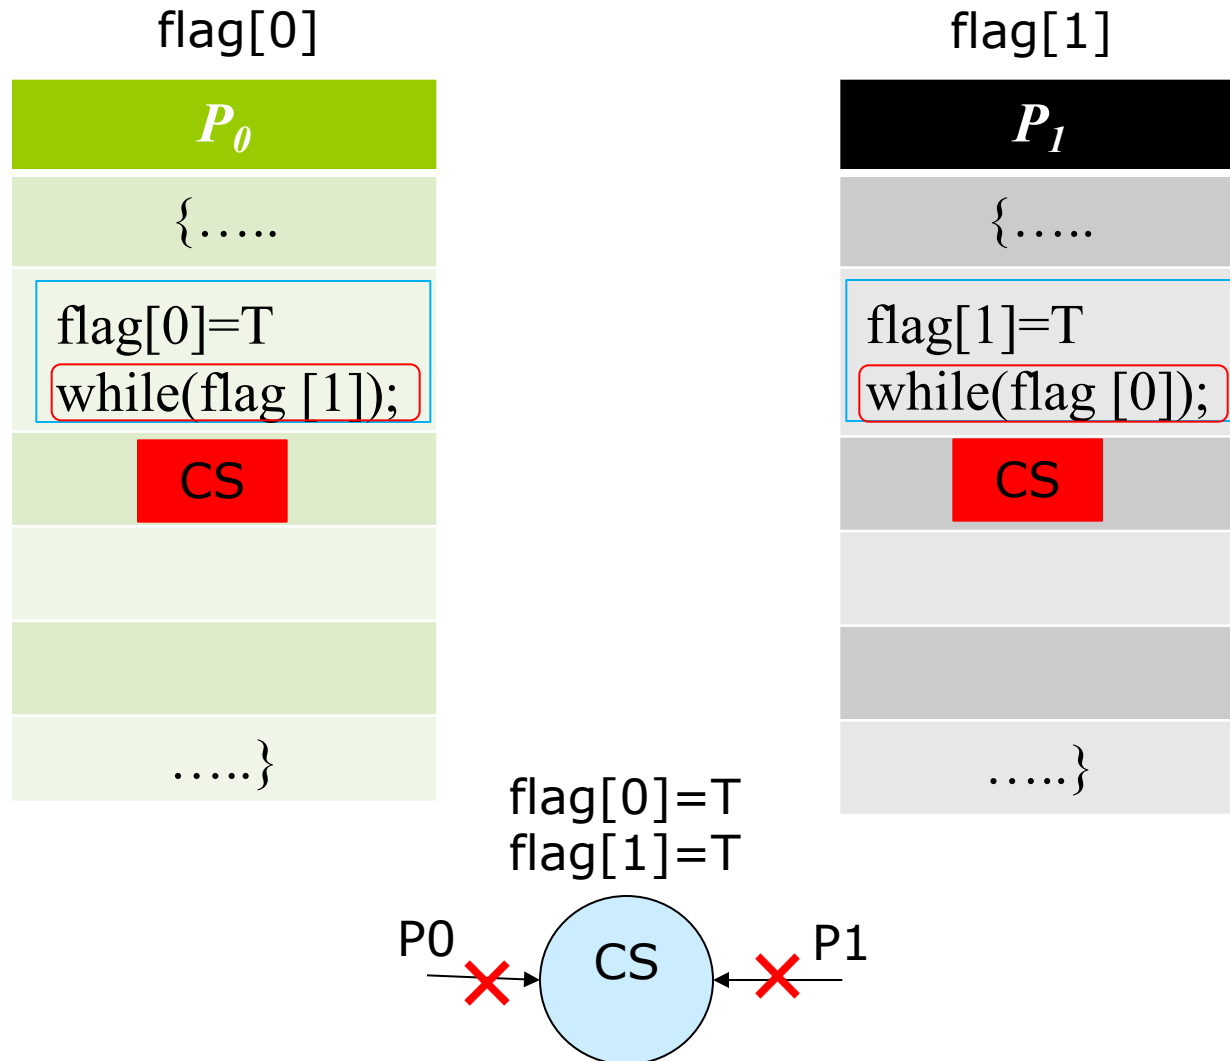 flag[0]
P0
{.....
flag[0]=T
while(flag [1]);
CS
.....}
flag[1]
P1
{.....
flag[1]=T
while(flag [0]);
CS
.....}
flag[0]=T
flag[1]=T
P0
CS
P1